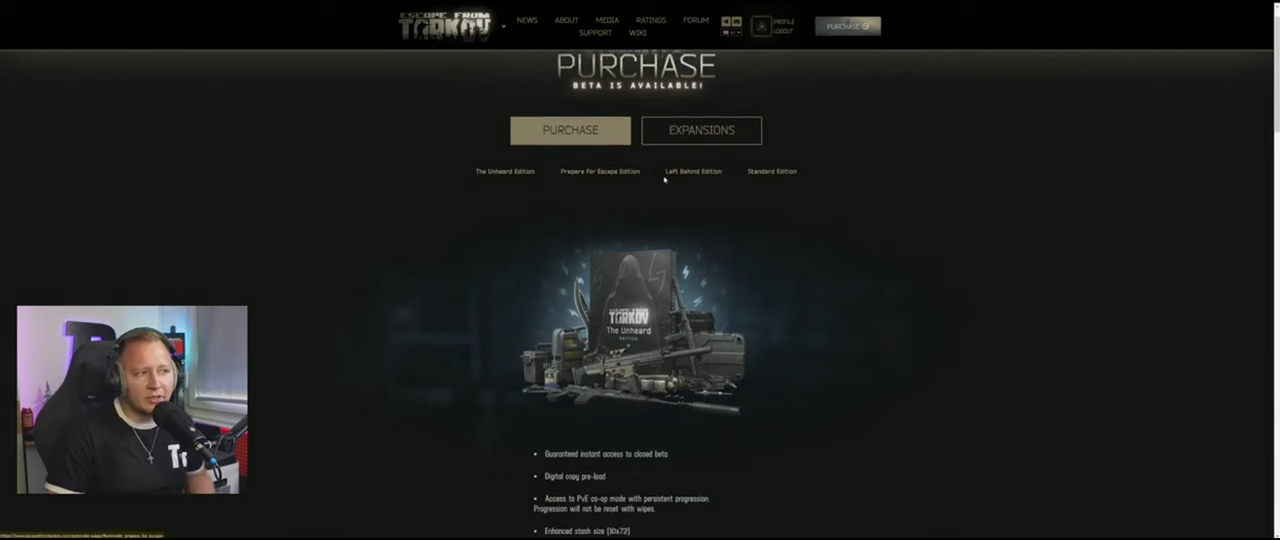 ESCAPE FROM
TARKOV
NEWS ABOUT MEDIA RATINGS FORUM
SUPPORT WIKI
PROFILE
LOGOUT
PURCHASE
PURCHASE
BETA IS AVAILABLE!
PURCHASE EXPANSIONS
The Unheard Edition Prepare for Escape Edition Left Behind Edition Standard Edition
ESCAPE FROM
TARKOV
The Unheard
EDITION
• Guaranteed instant access to closed beta
• Digital copy pre-load
• Access to PvE co-op mode with persistent progression.
Progression will not be reset with wipes.
• Enhanced stash size (10x72)